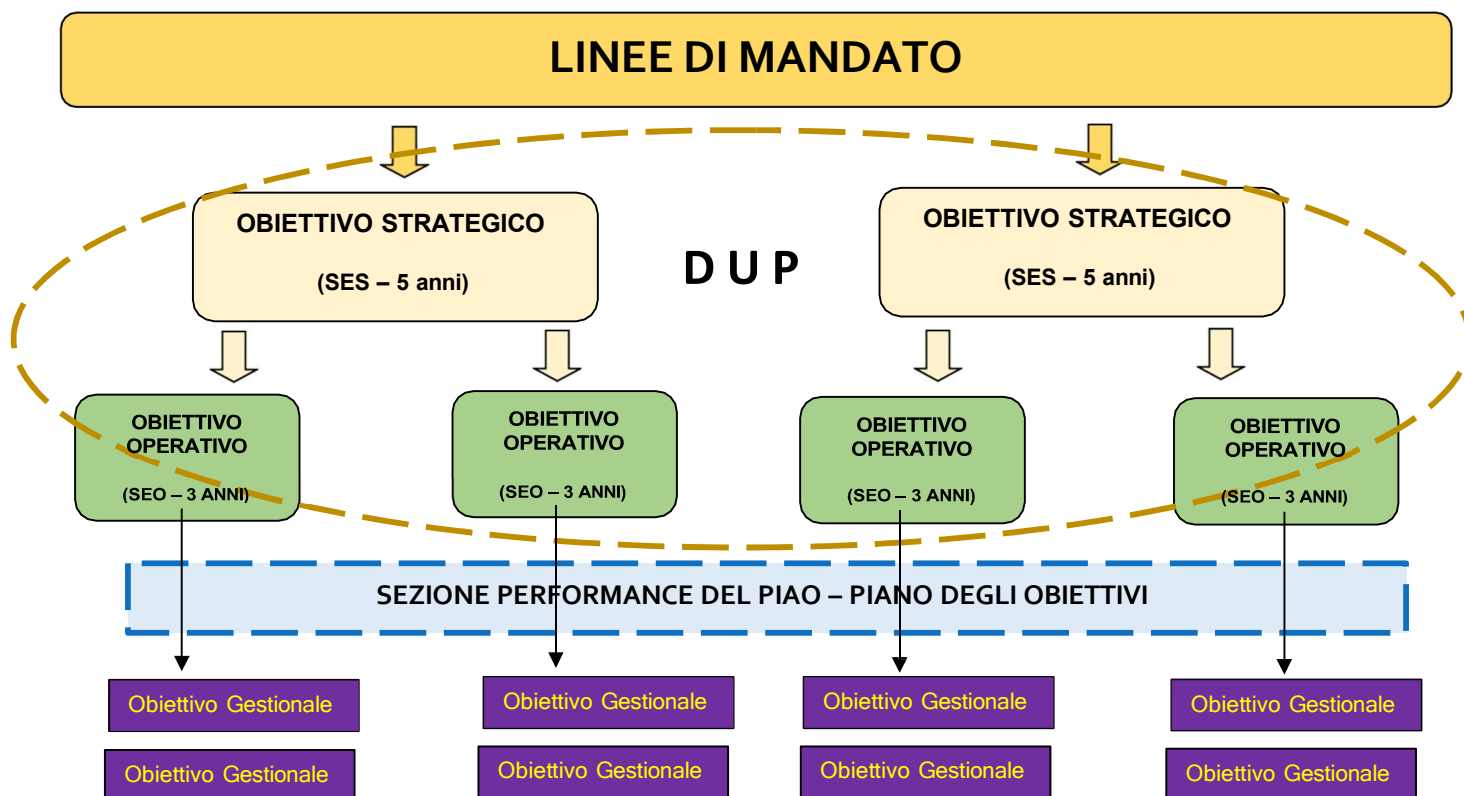 LINEE DI MANDATO
OBIETTIVO STRATEGICO
(SES – 5 anni)
D U P
OBIETTIVO STRATEGICO
(SES – 5 anni)
OBIETTIVO
OPERATIVO
(SEO – 3 ANNI)
OBIETTIVO
OPERATIVO
(SEO – 3 ANNI)
OBIETTIVO
OPERATIVO
(SEO – 3 ANNI)
OBIETTIVO
OPERATIVO
(SEO – 3 ANNI)
SEZIONE PERFORMANCE DEL PIAO – PIANO DEGLI OBIETTIVI
Obiettivo Gestionale
Obiettivo Gestionale
Obiettivo Gestionale
Obiettivo Gestionale
Obiettivo Gestionale
Obiettivo Gestionale
Obiettivo Gestionale
Obiettivo Gestionale